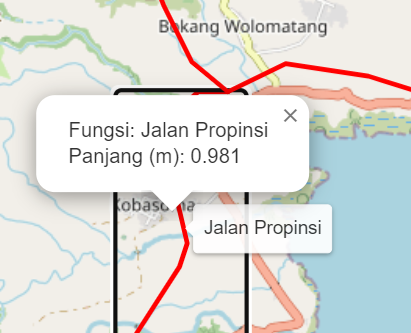 Bokang Wolomatang
Fungsi: Jalan Propinsi
Panjang (m): 0.981
Jalan Propinsi